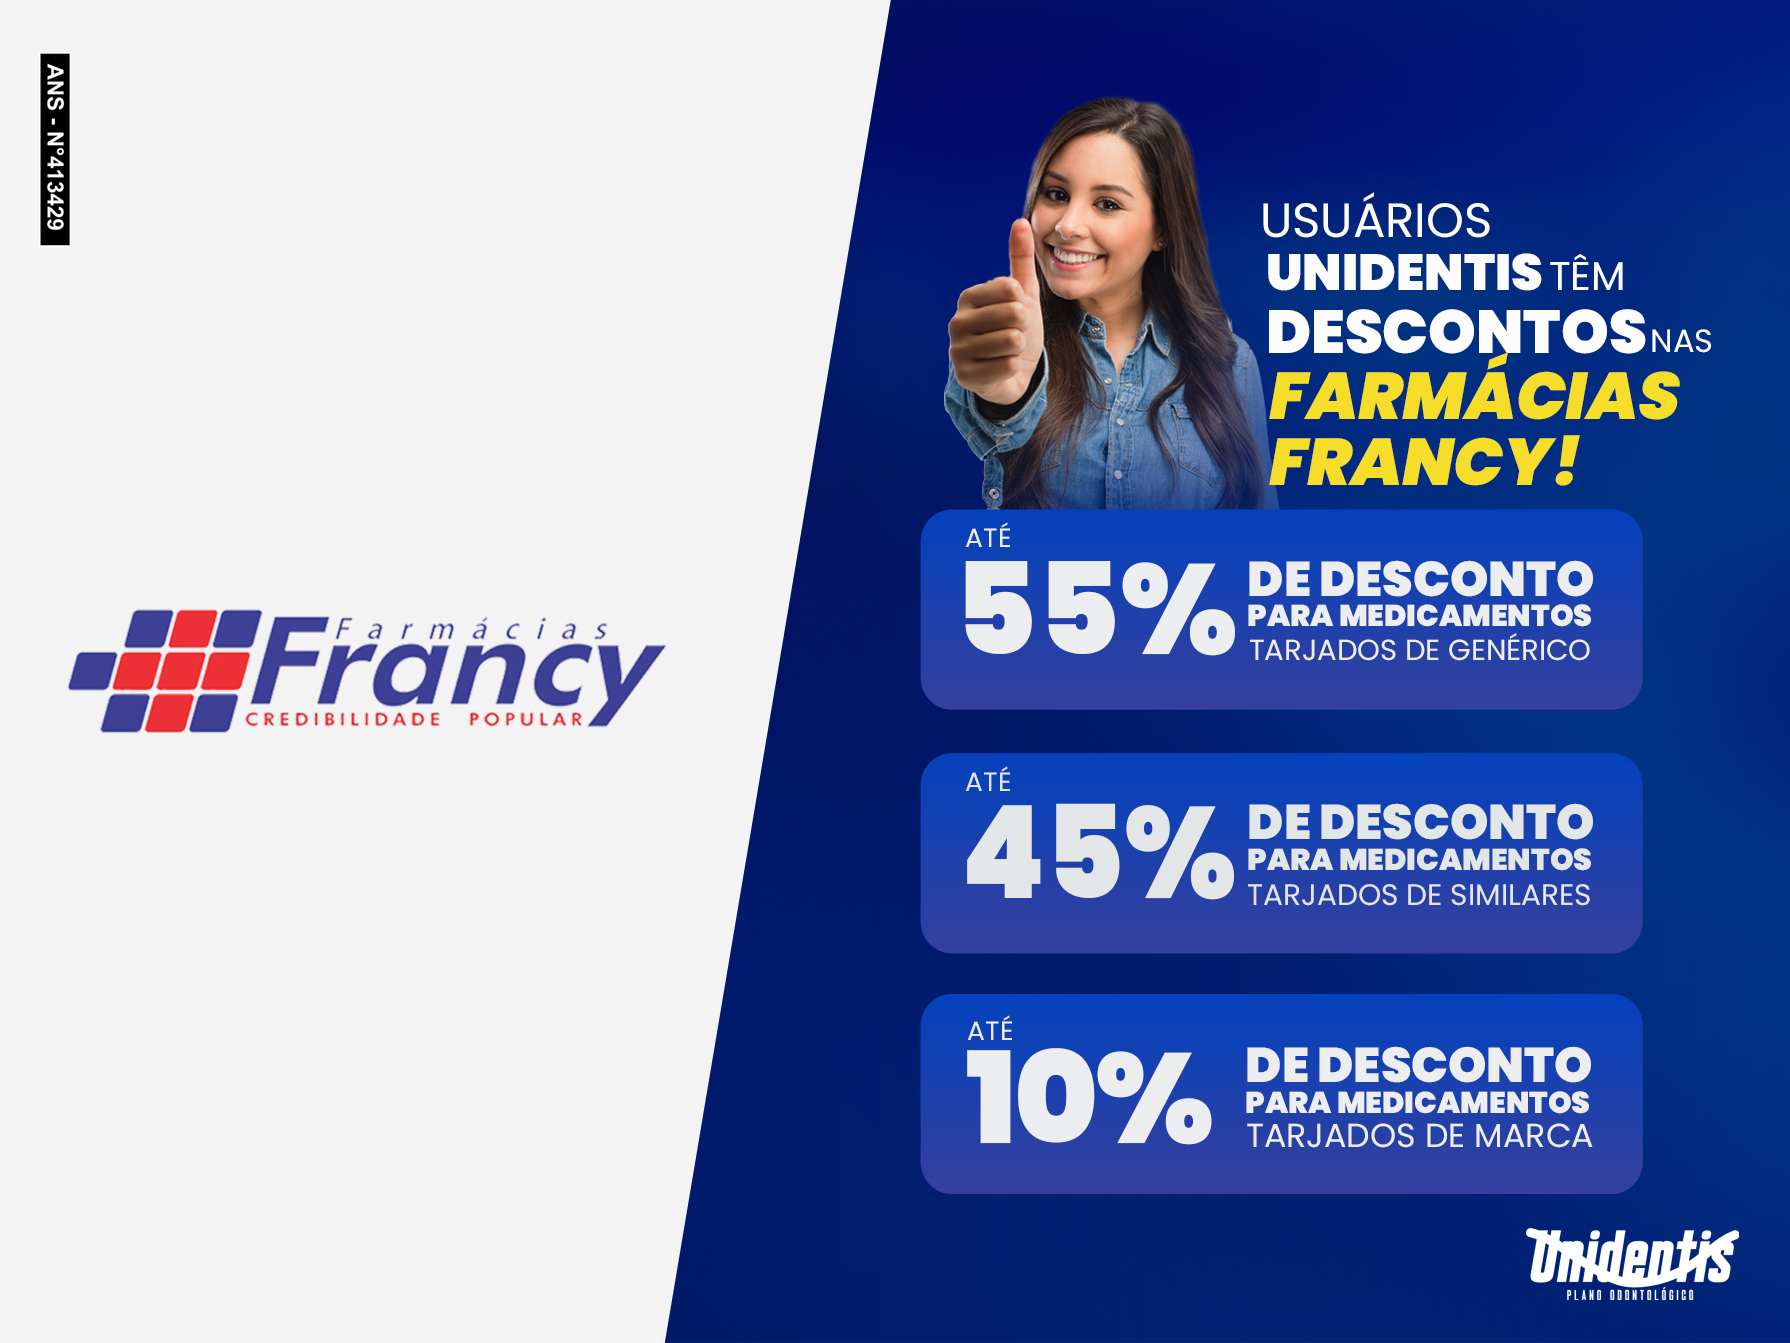 ANS - N°413429
Farmácias
Francy
CREDIBILIDADE POPULAR
USUÁRIOS
UNIDENTIS TÊM
DESCONTOS NAS
FARMÁCIAS
FRANCY!
ATÉ
55% DE DESCONTO
PARA MEDICAMENTOS
TARJADOS DE GENÉRICO
ATÉ
45% DE DESCONTO
PARA MEDICAMENTOS
TARJADOS DE SIMILARES
ATÉ
10% DE DESCONTO
PARA MEDICAMENTOS
TARJADOS DE MARCA
Unidentis
PLANO ODONTOLÓGICO